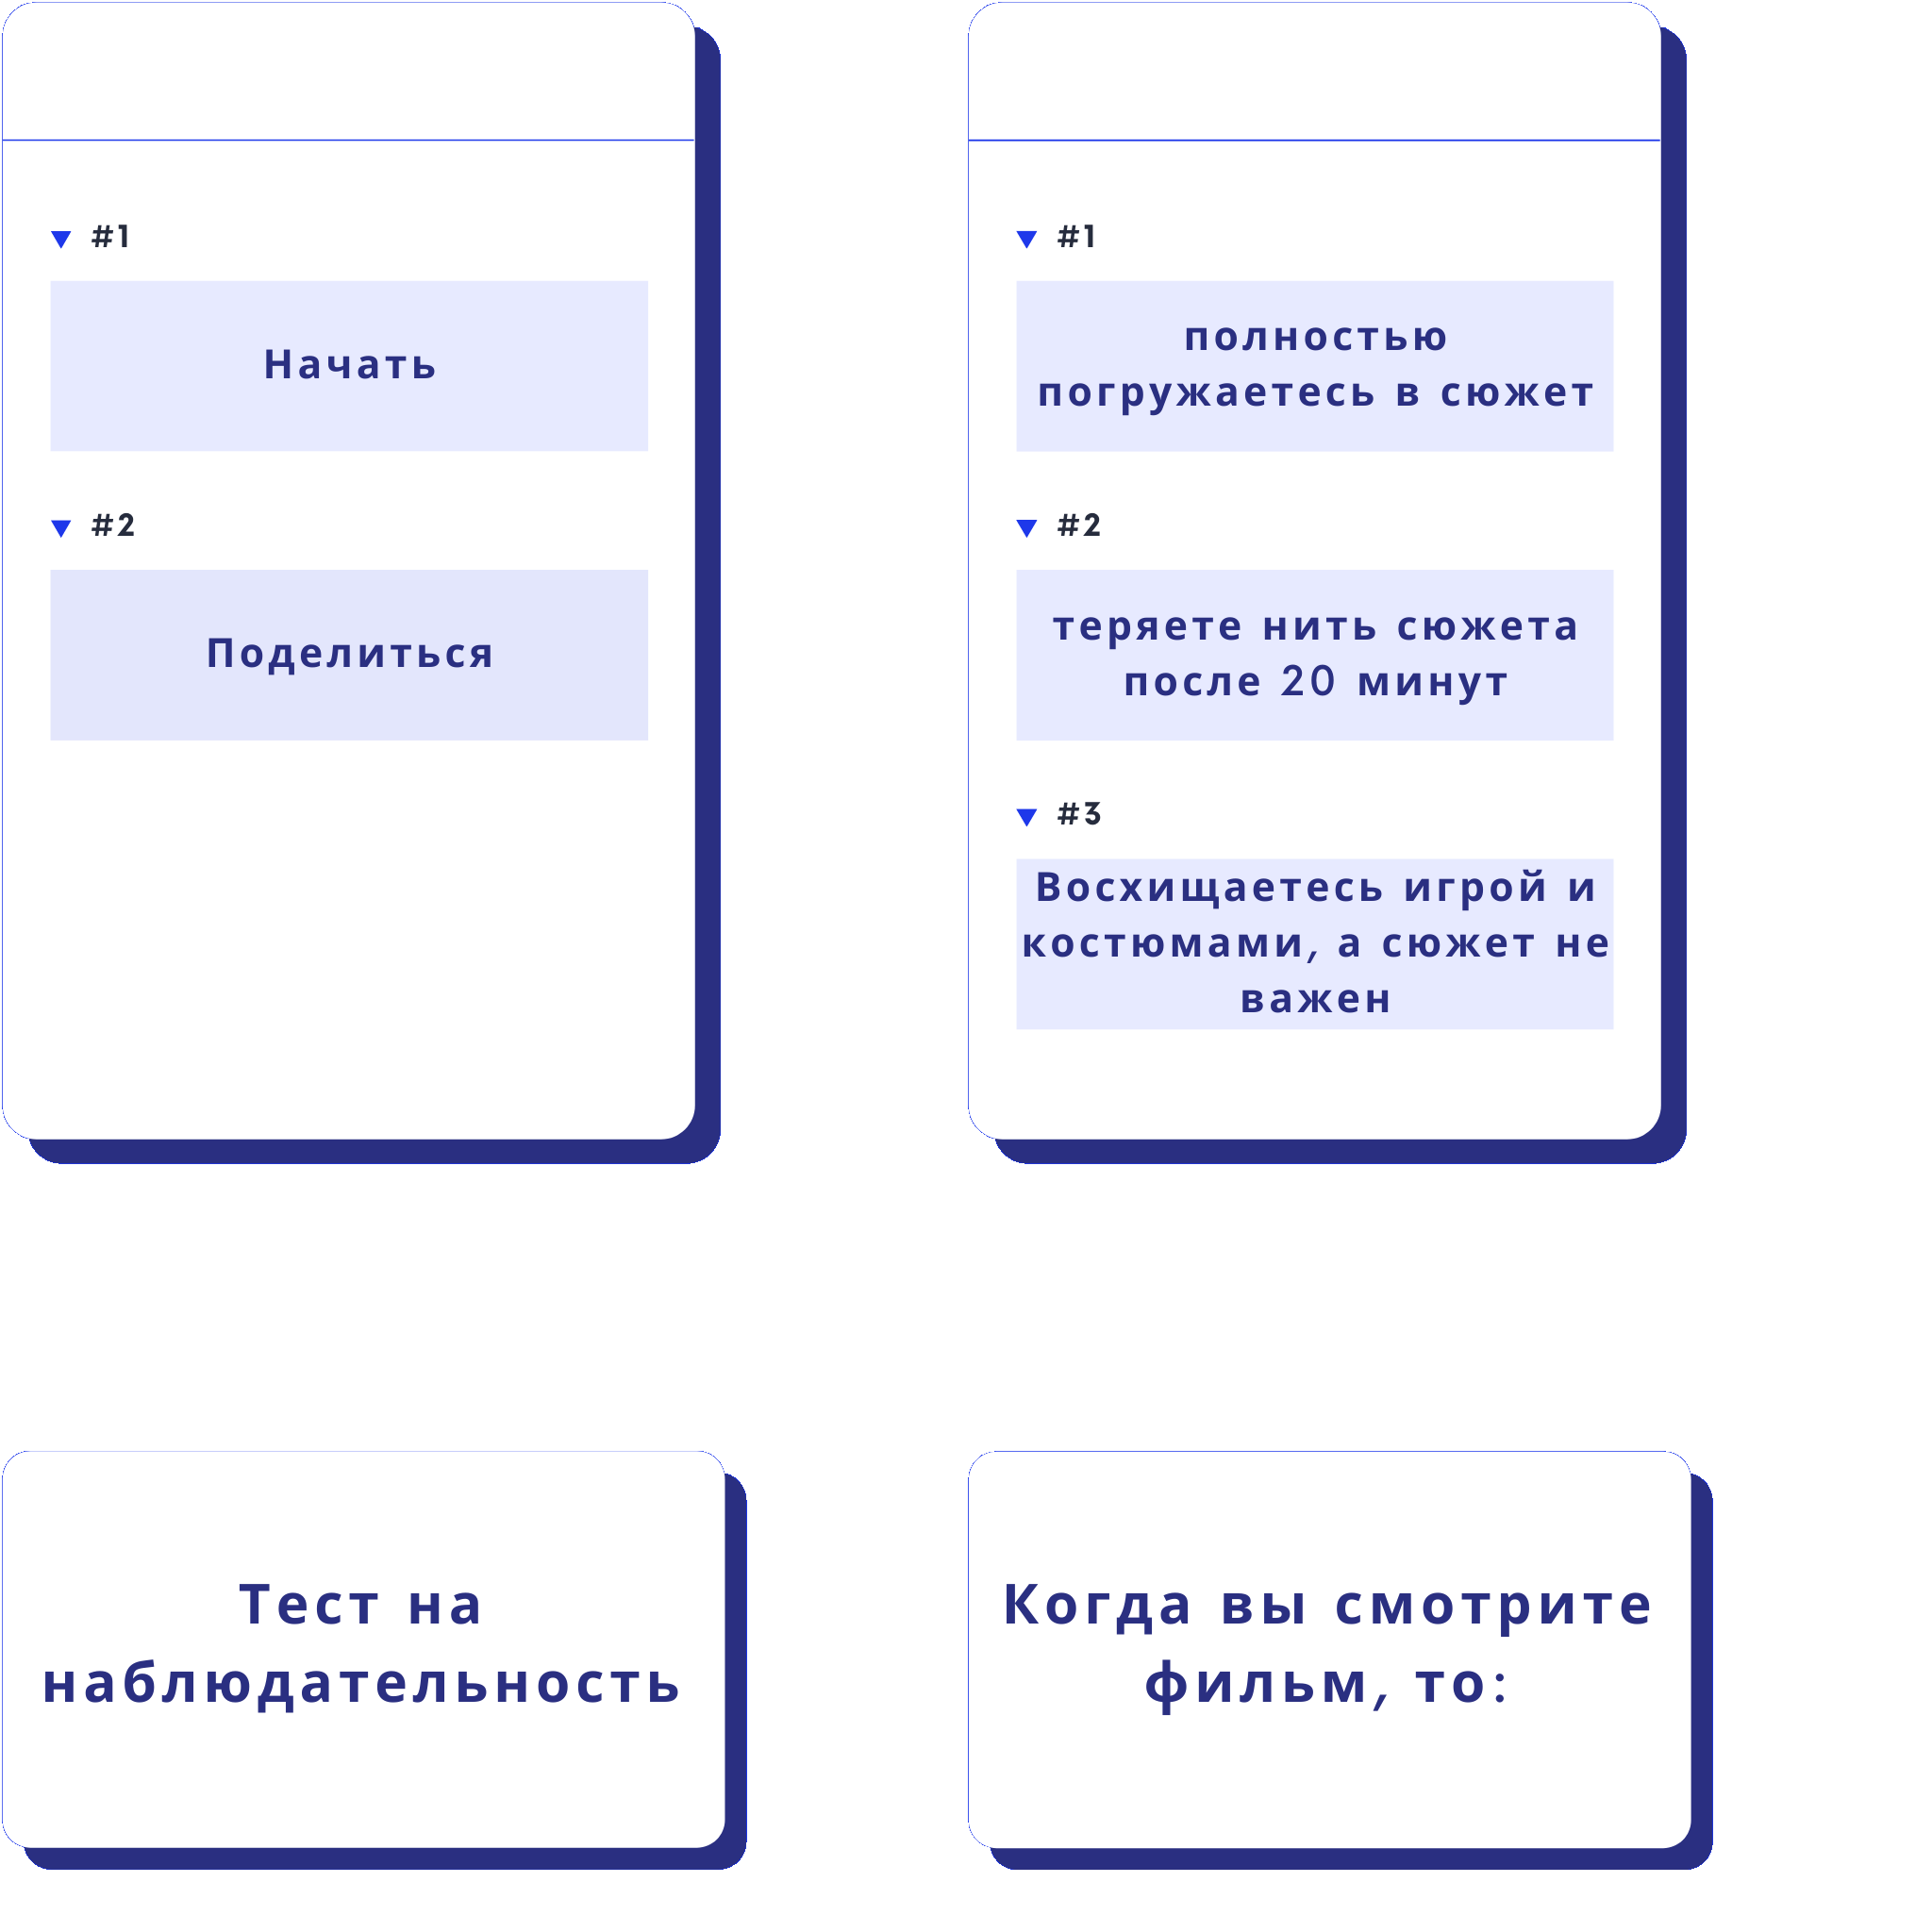 #1
Начать
#2
Поделиться
#1
полностью
погружаетесь в сюжет
#2
теряете нить сюжета
после 20 минут
#3
Восхищаетесь игрой и
костюмами, а сюжет не
важен
Тест на
наблюдательность
Когда вы смотрите
фильм, то: